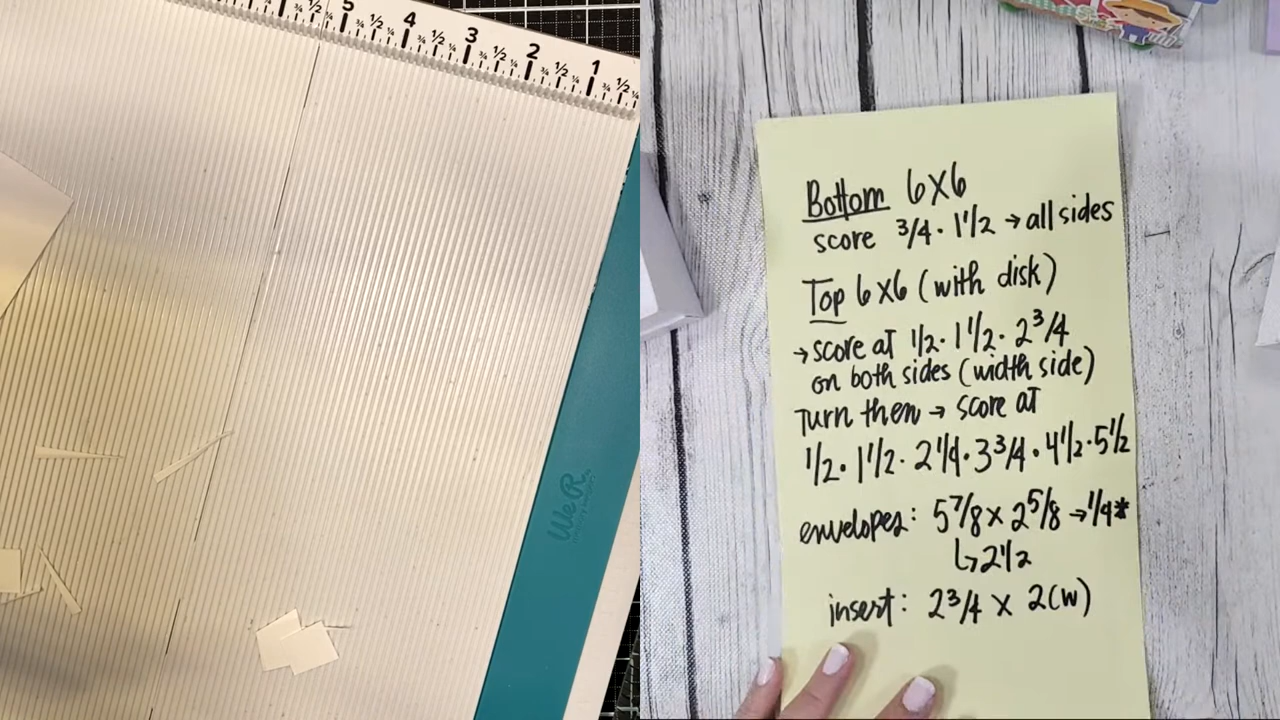 5 4 3 2 1
We R
Bottom 6X6
score 3/4 · 1 1/2 → all sides
Top 6X6 (with disk)
→ score at 1/2 · 1 1/2 · 2 3/4
on both sides (width side)
Turn then → score at
1/2 · 1 1/2 · 2 1/4 · 3 3/4 · 4 1/2 · 5 1/2
envelopes: 5 7/8 x 2 5/8 → 1/4*
↳ 2 1/2
insert: 2 3/4 X 2(w)